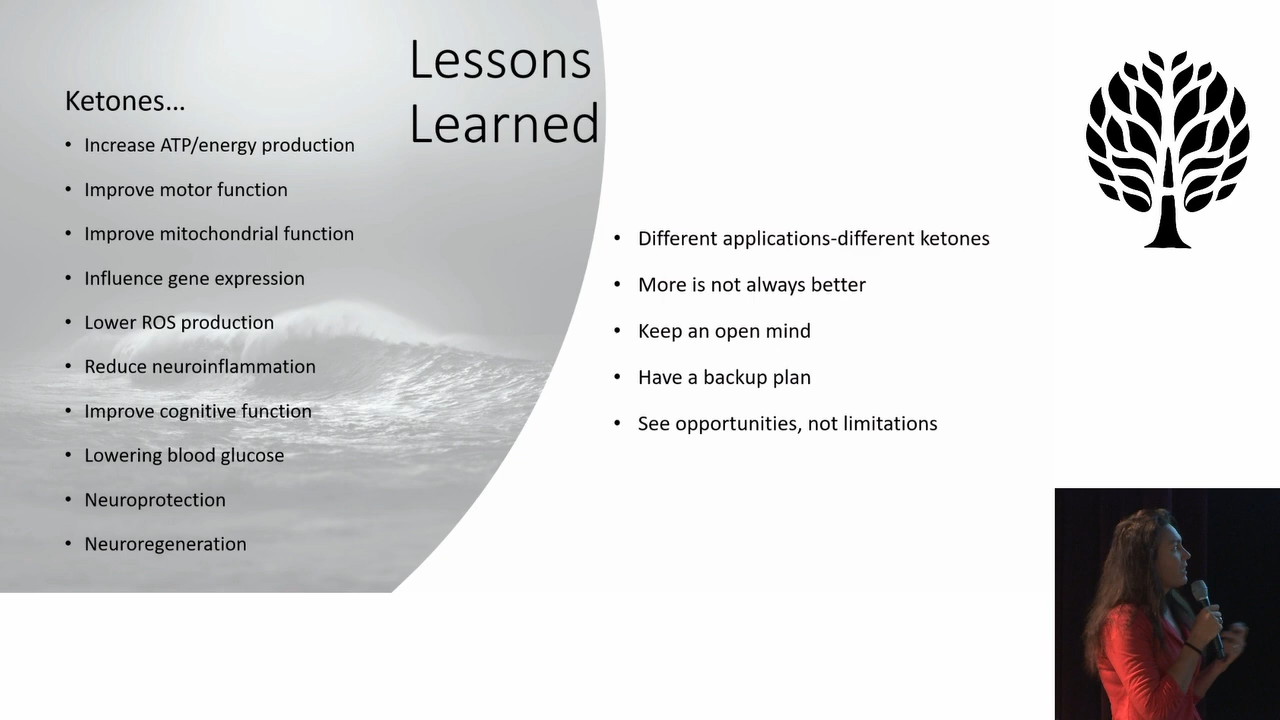 Lessons
Learned
Ketones...
• Increase ATP/energy production
• Improve motor function
• Improve mitochondrial function
• Influence gene expression
• Lower ROS production
• Reduce neuroinflammation
• Improve cognitive function
• Lowering blood glucose
• Neuroprotection
• Neuroregeneration
• Different applications-different ketones
• More is not always better
• Keep an open mind
• Have a backup plan
• See opportunities, not limitations